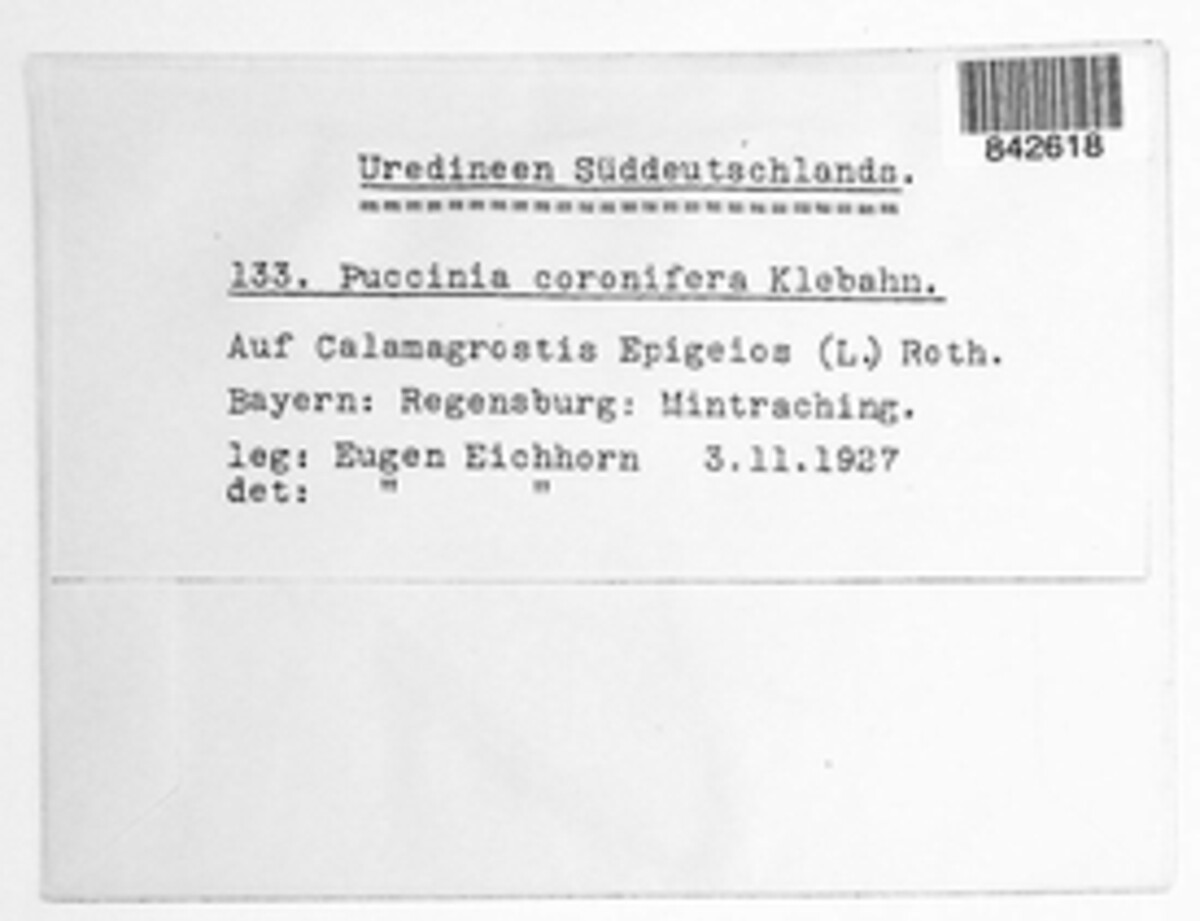 842618
Uredineen Süddeutschlands.
=========================
133. Puccinia coronifera Klebahn.
Auf Calamagrostis Epigeios (L.) Roth.
Bayern: Regensburg: Mintraching.
leg: Eugen Eichhorn 3.11.1927
det: " "